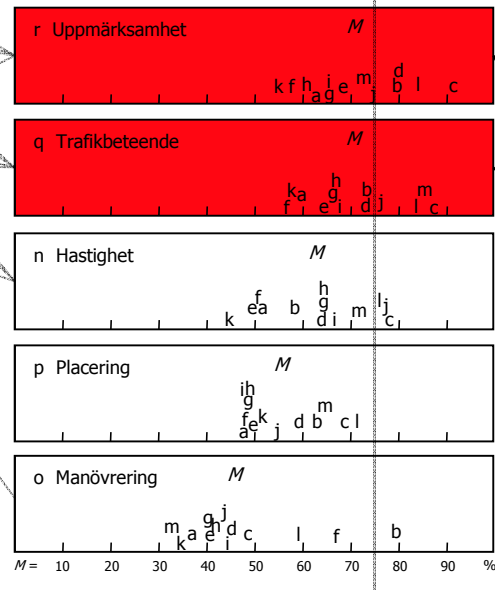 r Uppmärksamhet M
d
k f h i e m j b l c
a g
q Trafikbeteende M
h
k a g b m
f e i d j l c
n Hastighet M
f h
e a b g m l j
k d i c
p Placering M
i h
g
f k m
a e j d b l
o Manövrering M
g j
m a h d
k e i c l f b
M = 10 20 30 40 50 60 70 80 90 %